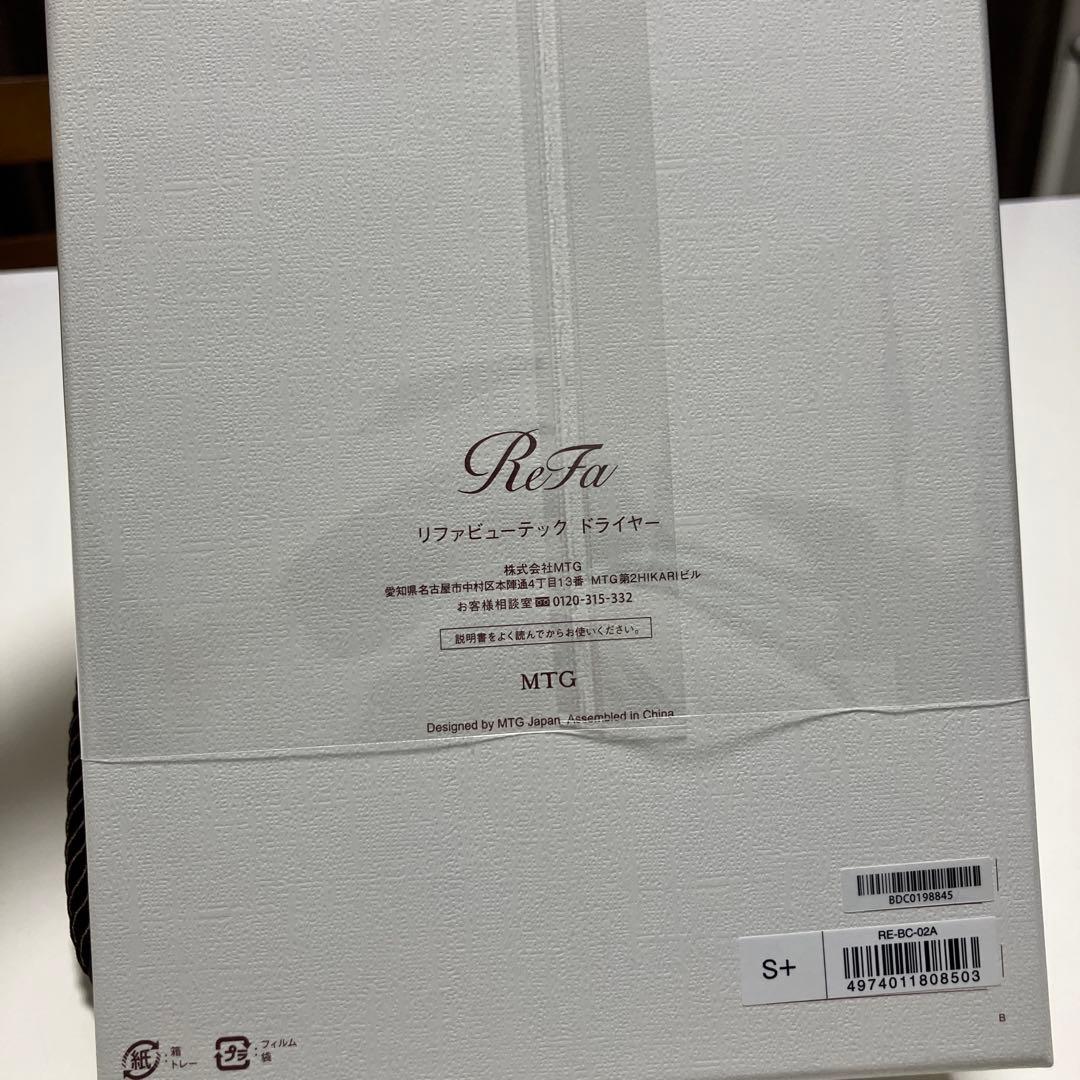 ReFa
リファビューテック ドライヤー
株式会社MTG
愛知県名古屋市中村区本陣通4丁目13番 MTG第2HIKARIビル
お客様相談室 0120-315-332
説明書をよく読んでからお使いください。
MTG
Designed by MTG Japan Assembled in China
BDC0198845
RE-BC-02A
S+
4974011808503
B
紙 : 箱 トレー
プラ : フィルム 袋